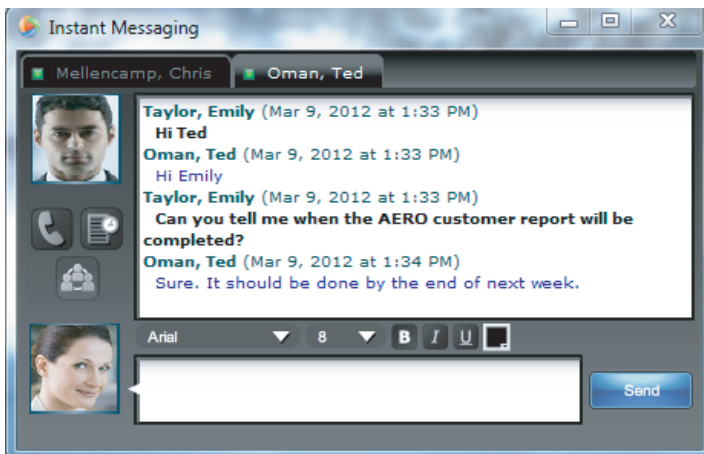 Instant Messaging
Mellencamp, Chris
Oman, Ted
Taylor, Emily (Mar 9, 2012 at 1:33 PM)
Hi Ted
Oman, Ted (Mar 9, 2012 at 1:33 PM)
Hi Emily
Taylor, Emily (Mar 9, 2012 at 1:33 PM)
Can you tell me when the AERO customer report will be
completed?
Oman, Ted (Mar 9, 2012 at 1:34 PM)
Sure. It should be done by the end of next week.
Arial 8 B I U
Send